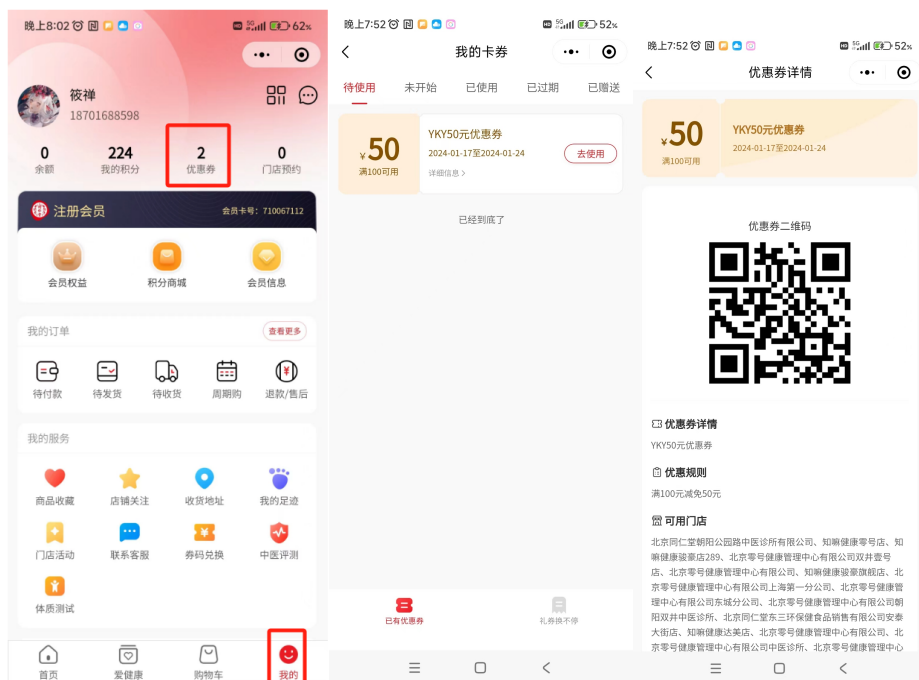 晚上8:02 62%
筱禅
18701688598
0 224 2 0
余额 我的积分 优惠券 门店预约
注册会员 会员卡号：710067112
会员权益 积分商城 会员信息
我的订单 查看更多
待付款 待发货 待收货 周期购 退款/售后
我的服务
商品收藏 店铺关注 收货地址 我的足迹
门店活动 联系客服 券码兑换 中医评测
体质测试
首页 爱健康 购物车 我的
晚上7:52 52%
我的卡券
待使用 未开始 已使用 已过期 已赠送
¥50
满100可用
YKY50元优惠券
2024-01-17至2024-01-24
详细信息 >
去使用
已经到底了
已有优惠券 礼券换不停
晚上7:52 52%
优惠券详情
¥50
满100可用
YKY50元优惠券
2024-01-17至2024-01-24
优惠券二维码
优惠券详情
YKY50元优惠券
优惠规则
满100元减免50元
可用门店
北京同仁堂朝阳公园路中医诊所有限公司、知嘛健康零号店、知
嘛健康骏豪店289、北京零号健康管理中心有限公司双井壹号
店、北京零号健康管理中心有限公司、知嘛健康骏豪旗舰店、北
京零号健康管理中心有限公司上海第一分公司、北京零号健康管
理中心有限公司东城分公司、北京零号健康管理中心有限公司朝
阳双井中医诊所、北京同仁堂东三环保健食品销售有限公司安泰
大街店、知嘛健康达美店、北京零号健康管理中心有限公司、北
京零号健康管理中心有限公司中医诊所、北京零号健康管理中心